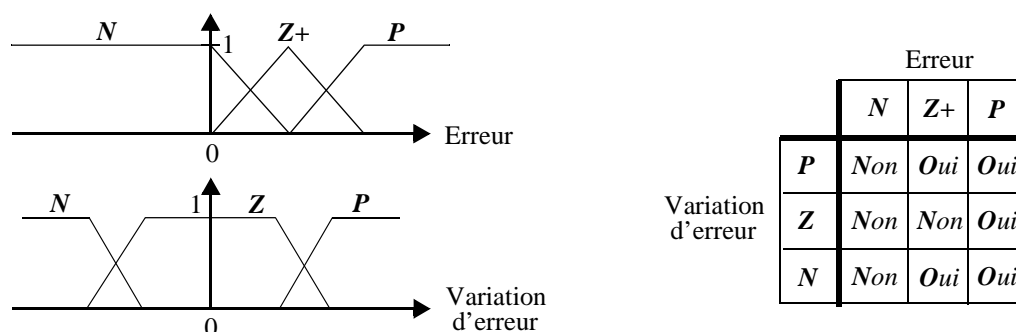 N Z+ P
1
Erreur
0
N 1 Z P
Variation
d'erreur
0
Erreur
N Z+ P
P Non Oui Oui
Variation
d'erreur
Z Non Non Oui
N Non Oui Oui